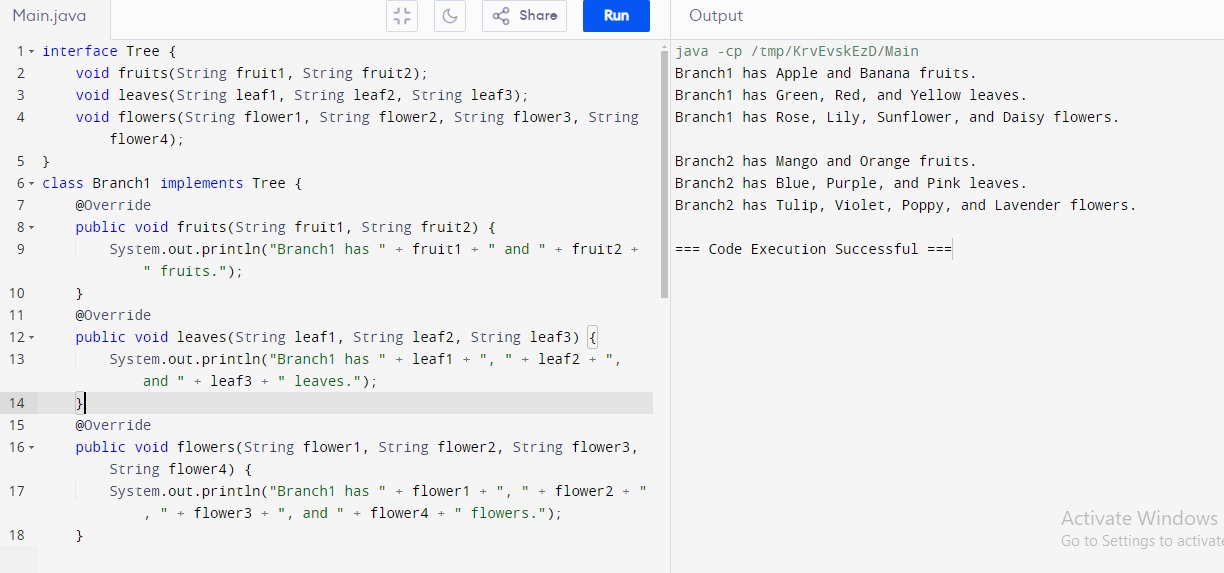 Main.java
Share
Run
Output
1 interface Tree {
2 void fruits(String fruit1, String fruit2);
3 void leaves(String leaf1, String leaf2, String leaf3);
4 void flowers(String flower1, String flower2, String flower3, String
flower4);
5 }
6 class Branch1 implements Tree {
7 @Override
8 public void fruits(String fruit1, String fruit2) {
9 System.out.println("Branch1 has " + fruit1 + " and " + fruit2 +
" fruits.");
10 }
11 @Override
12 public void leaves(String leaf1, String leaf2, String leaf3) {
13 System.out.println("Branch1 has " + leaf1 + ", " + leaf2 + ",
and " + leaf3 + " leaves.");
14 }
15 @Override
16 public void flowers(String flower1, String flower2, String flower3,
String flower4) {
17 System.out.println("Branch1 has " + flower1 + ", " + flower2 + "
, " + flower3 + ", and " + flower4 + " flowers.");
18 }
java -cp /tmp/KrvEvskEzD/Main
Branch1 has Apple and Banana fruits.
Branch1 has Green, Red, and Yellow leaves.
Branch1 has Rose, Lily, Sunflower, and Daisy flowers.
Branch2 has Mango and Orange fruits.
Branch2 has Blue, Purple, and Pink leaves.
Branch2 has Tulip, Violet, Poppy, and Lavender flowers.
=== Code Execution Successful ===
Activate Windows
Go to Settings to activate